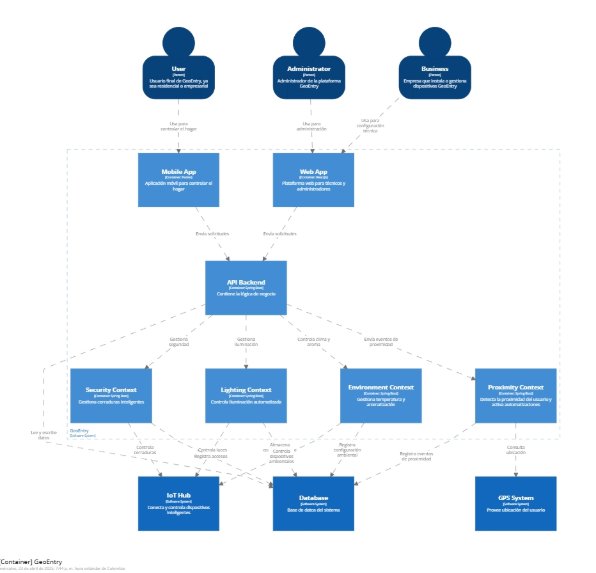 User
[Person]
Usuario final de GeoEntry, ya
sea residencial o empresarial
Administrator
[Person]
Administrador de la plataforma
GeoEntry
Business
[Person]
Empresa que instala o gestiona
dispositivos GeoEntry
Usa para
controlar el hogar
Usa para
administración
Usa para
configuración
técnica
Mobile App
Aplicación móvil para controlar el
hogar
Web App
Plataforma web para técnicos y
administradores
Envía solicitudes
Envía solicitudes
API Backend
[Container: Spring Boot]
Contiene la lógica de negocio
Gestiona
seguridad
Gestiona
iluminación
Controla clima y
aroma
Envía eventos de
proximidad
Security Context
[Container: Spring Boot]
Gestiona cerraduras inteligentes
Lighting Context
[Container: Spring Boot]
Controla iluminación automatizada
Environment Context
[Container: Spring Boot]
Gestiona temperatura y
aromatización
Proximity Context
[Container: Spring Boot]
Detecta la proximidad del usuario y
activa automatizaciones
GeoEntry
[Software System]
Lee y escribe
datos
Controla
cerraduras
Controla luces
Registra accesos
Almacena
Controla
dispositivos
ambientales
Registra
configuración
ambiental
Registra eventos
de proximidad
Consulta
ubicación
IoT Hub
[Software System]
Conecta y controla dispositivos
inteligentes.
Database
[Software System]
Base de datos del sistema
GPS System
[Software System]
Provee ubicación del usuario
[Container] GeoEntry